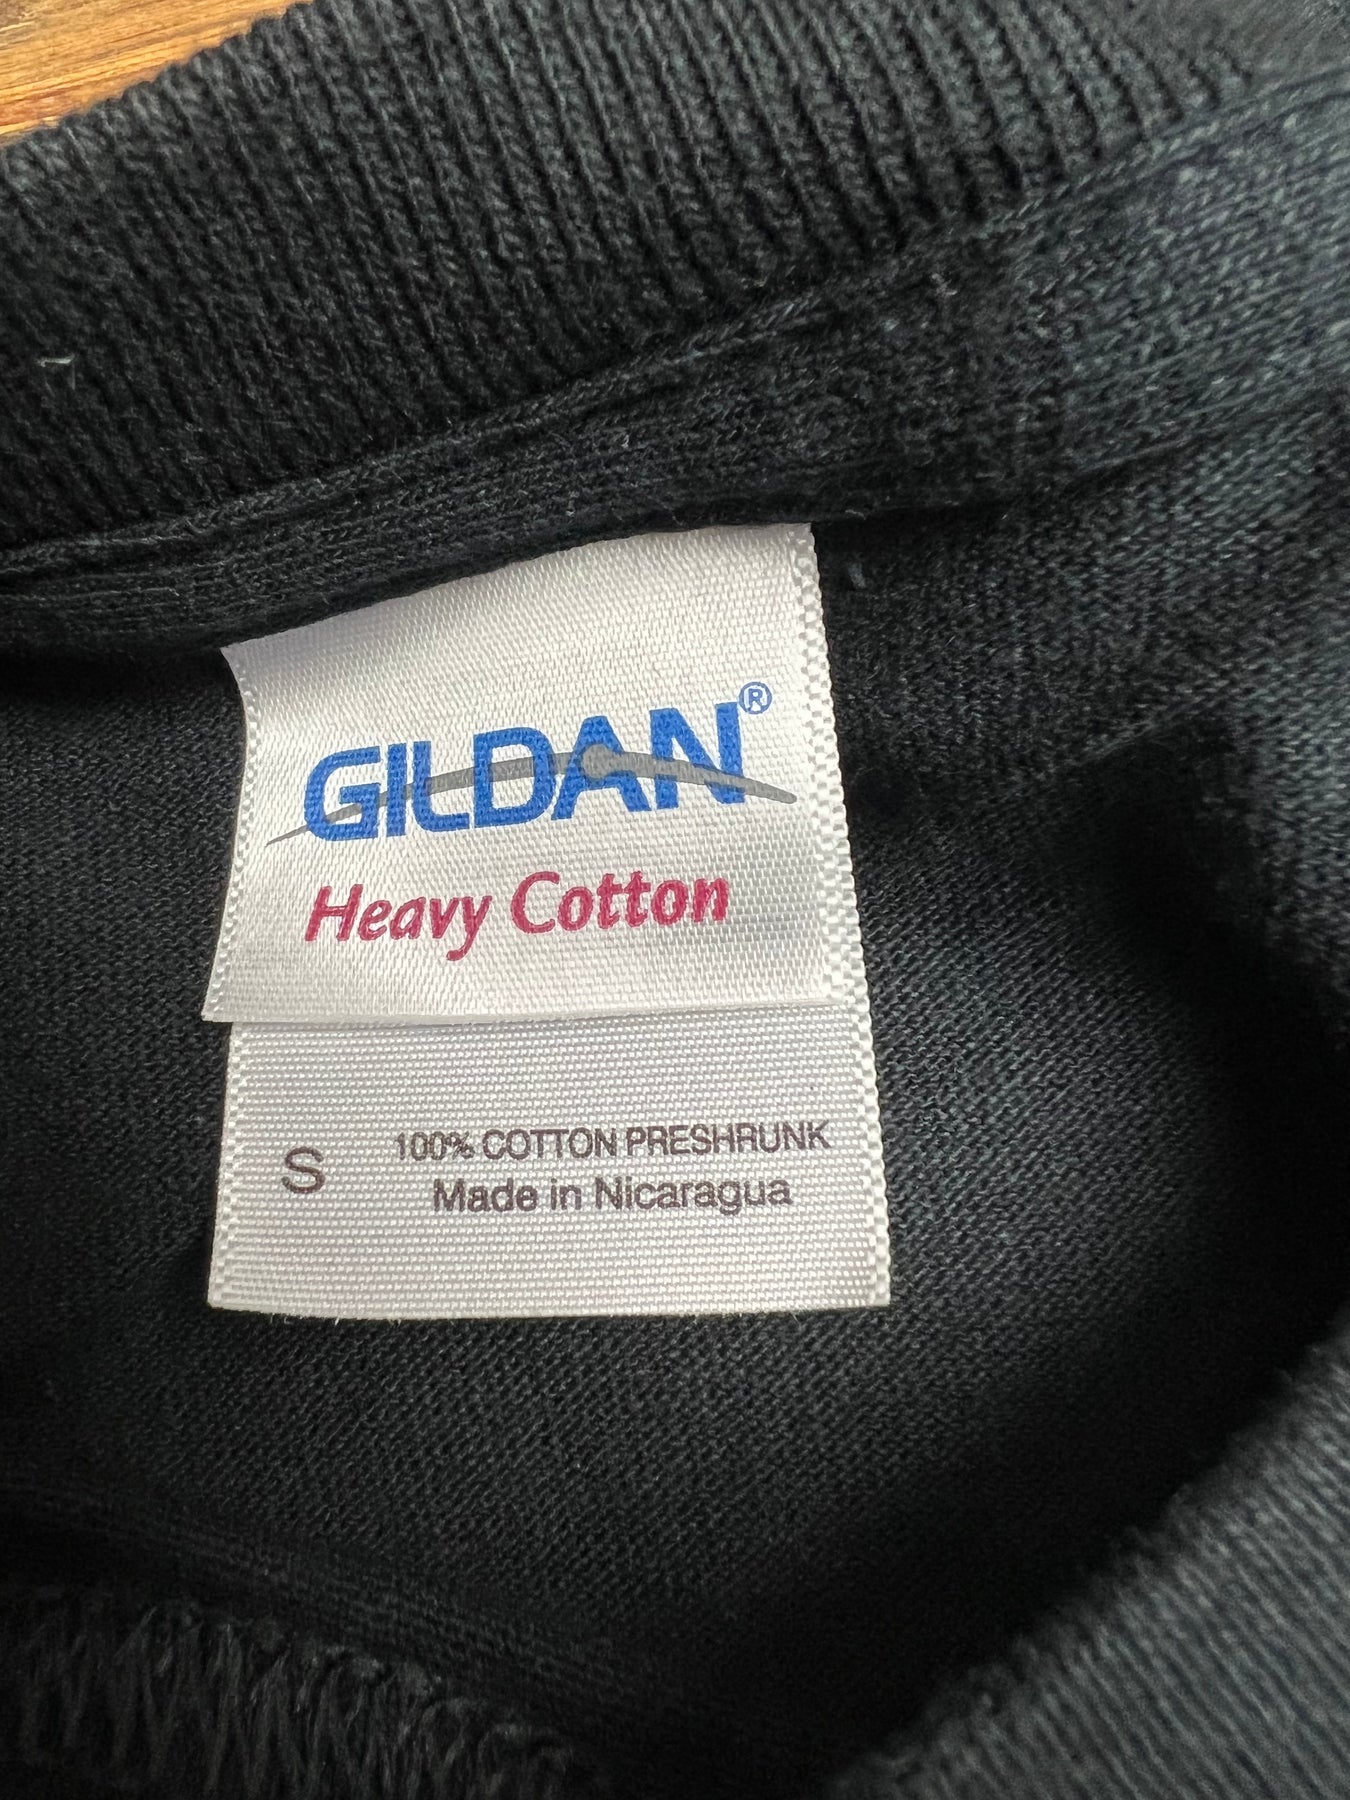 GILDAN®
Heavy Cotton
S 100% COTTON PRESHRUNK
Made in Nicaragua